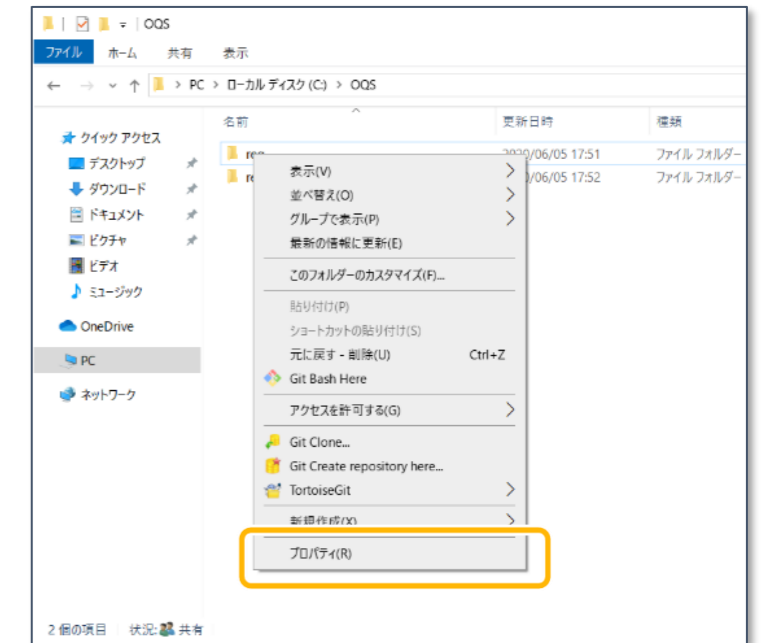 OQS
ファイル ホーム 共有 表示
PC > ローカル ディスク (C:) > OQS
名前 更新日時 種類
クイック アクセス
デスクトップ
ダウンロード
ドキュメント
ピクチャ
ビデオ
ミュージック
OneDrive
PC
ネットワーク
/06/05 17:51 ファイル フォルダー
/06/05 17:52 ファイル フォルダー
表示(V)
並べ替え(O)
グループで表示(P)
最新の情報に更新(E)
このフォルダーのカスタマイズ(F)...
貼り付け(P)
ショートカットの貼り付け(S)
元に戻す - 削除(U) Ctrl+Z
Git Bash Here
アクセスを許可する(G)
Git Clone...
Git Create repository here...
TortoiseGit
新規作成(X)
プロパティ(R)
2 個の項目 状況: 共有